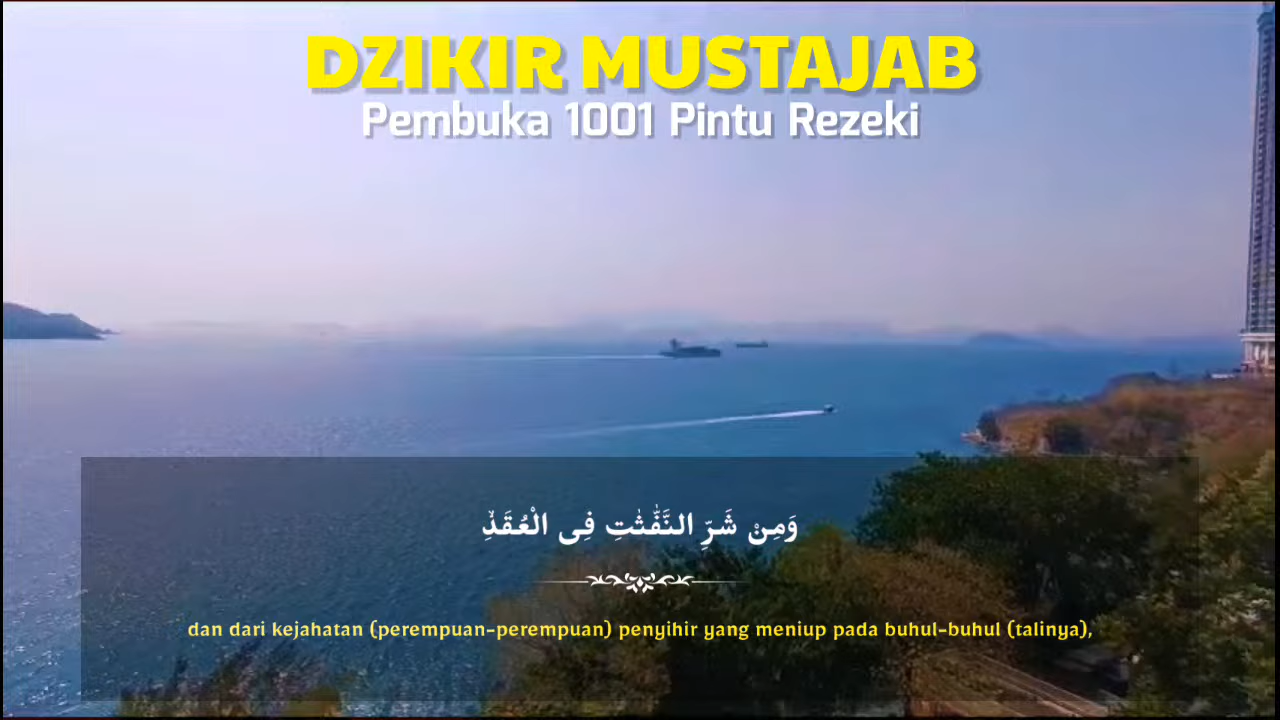 DZIKIR MUSTAJAB
Pembuka 1001 Pintu Rezeki
وَمِنْ شَرِّ النَّفّٰثٰتِ فِى الْعُقَدِۙ
dan dari kejahatan (perempuan-perempuan) penyihir yang meniup pada buhul-buhul (talinya),